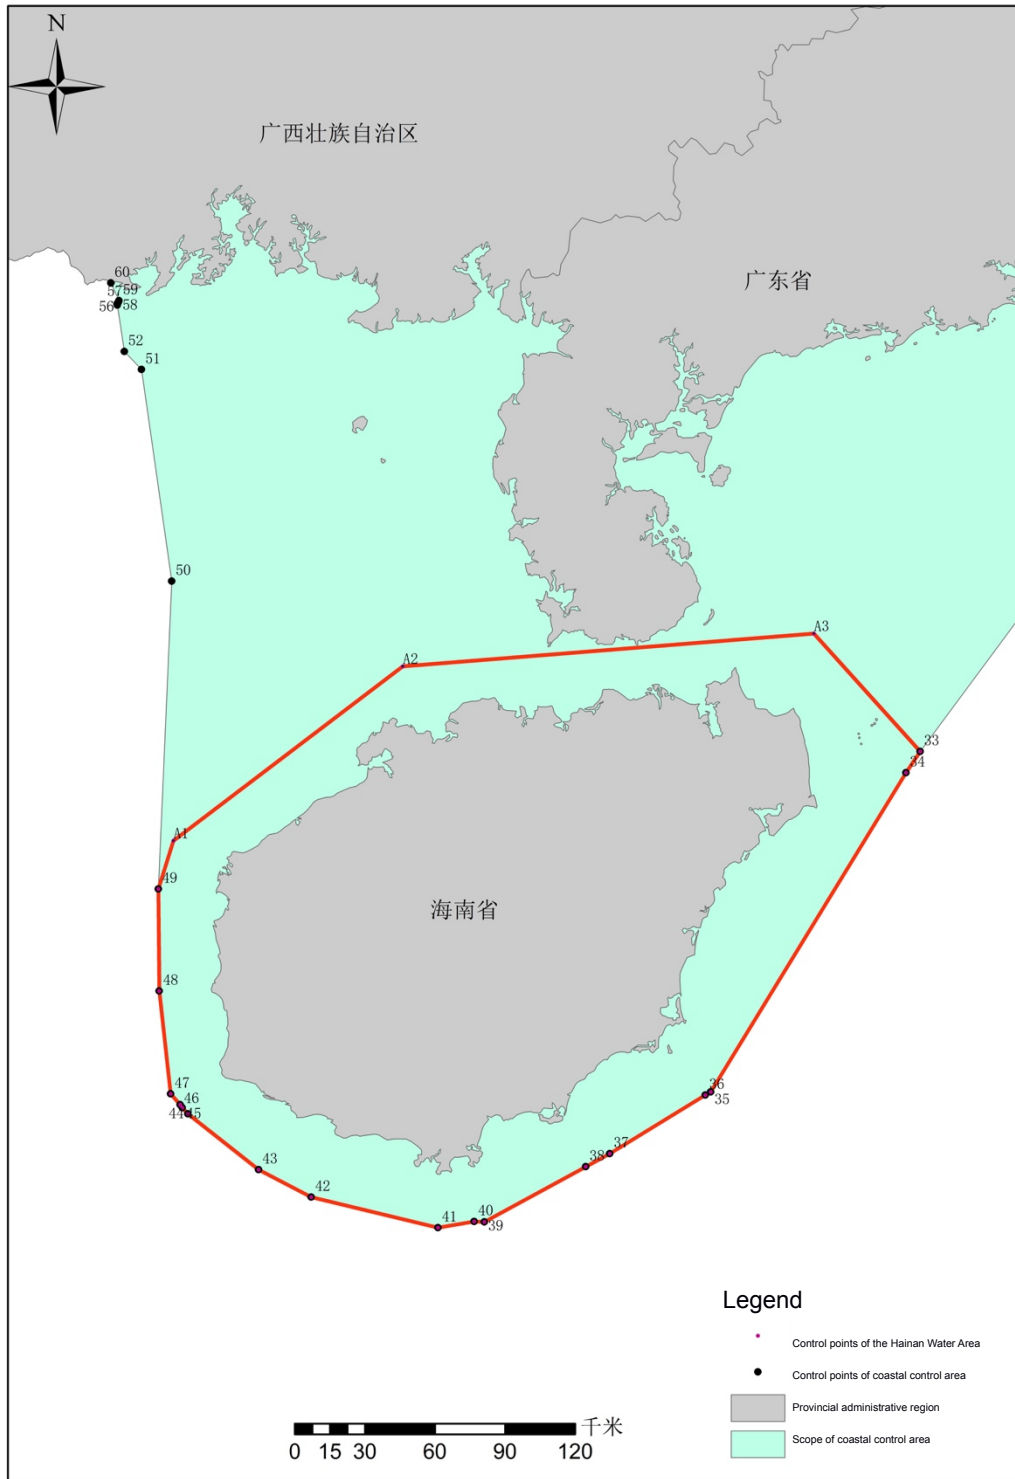 N
广西壮族自治区
广东省
60
57 59
56 58
52
51
50
A3
A2
33
34
A1
49
海南省
48
47
46
44 45
36
35
37
38
43
42
40
41 39
Legend
Control points of the Hainan Water Area
Control points of coastal control area
Provincial administrative region
Scope of coastal control area
千米
0 15 30 60 90 120